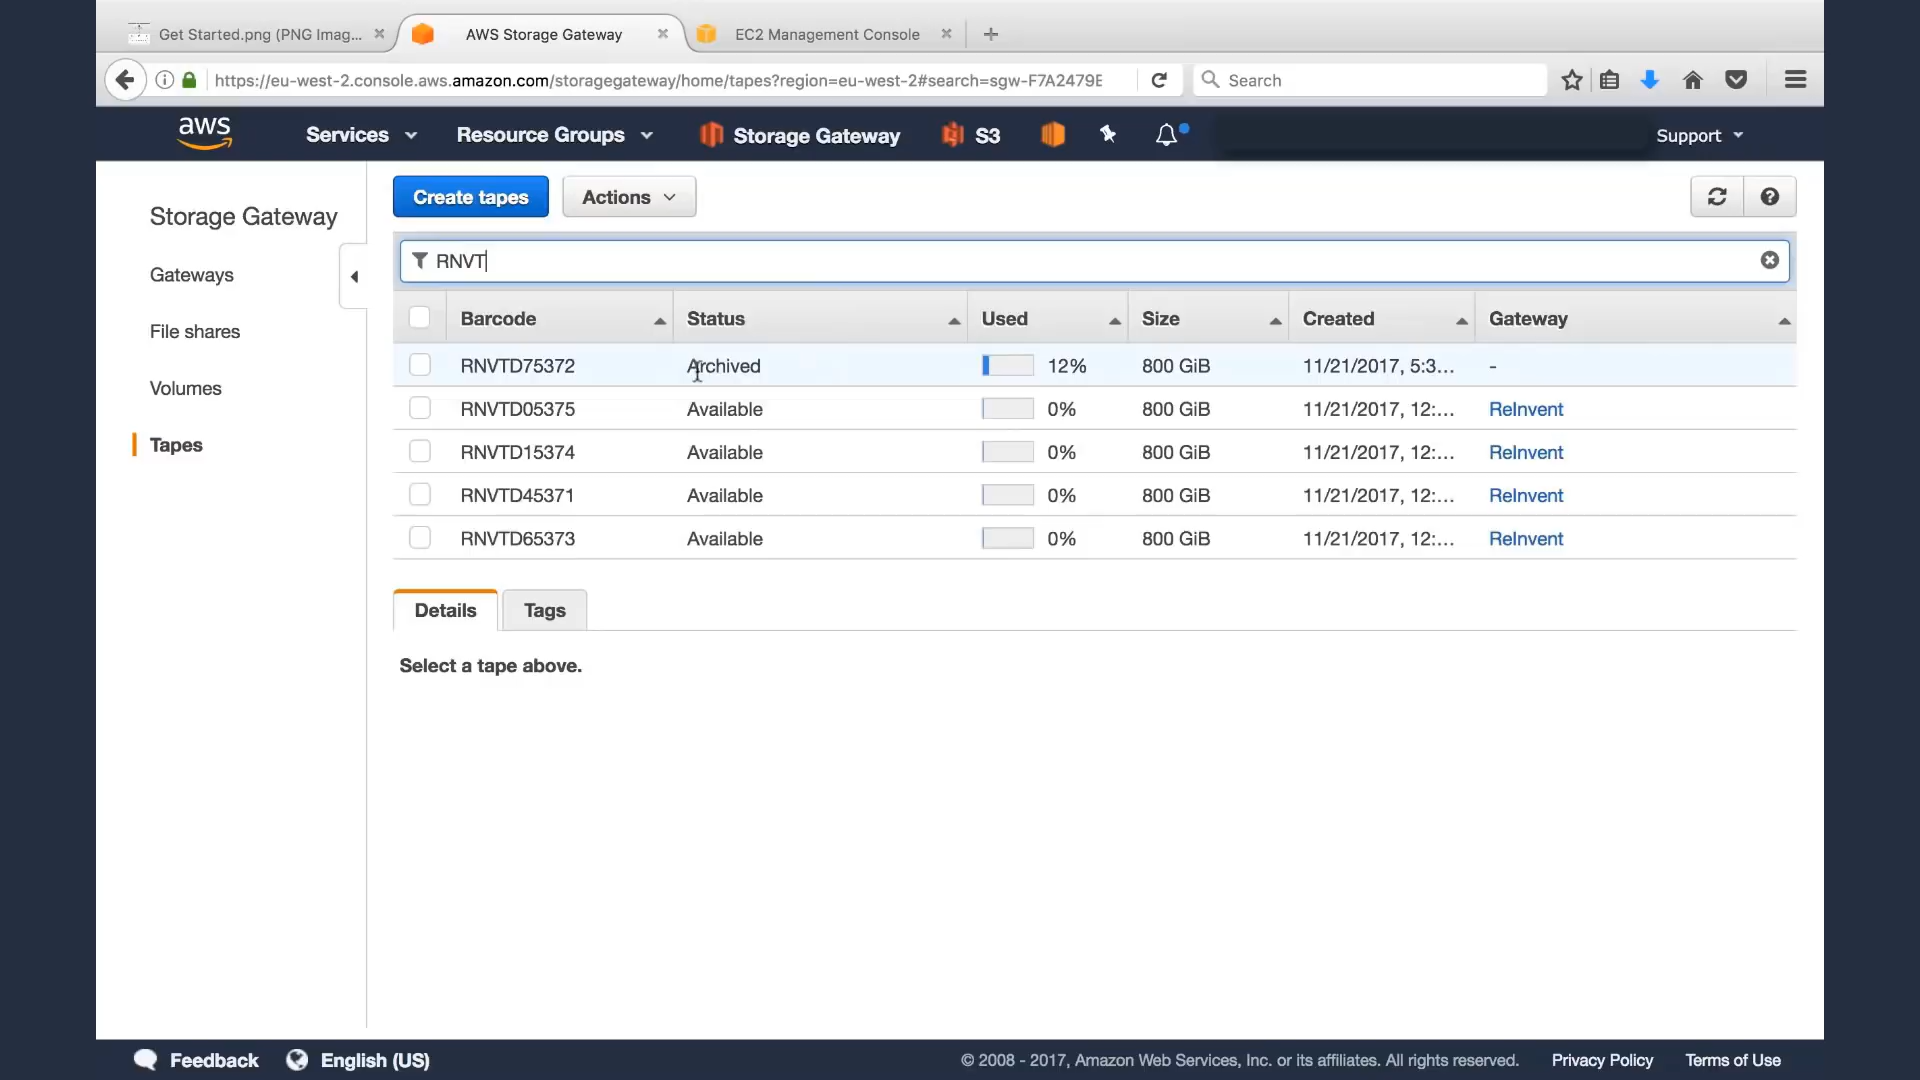 Get Started.png (PNG Imag...
AWS Storage Gateway
EC2 Management Console
https://eu-west-2.console.aws.amazon.com/storagegateway/home/tapes?region=eu-west-2#search=sgw-F7A2479E
Search
aws
Services
Resource Groups
Storage Gateway
S3
Support
Storage Gateway
Gateways
File shares
Volumes
Tapes
Create tapes
Actions
RNVT
Barcode Status Used Size Created Gateway
RNVTD75372 Archived 12% 800 GiB 11/21/2017, 5:3... -
RNVTD05375 Available 0% 800 GiB 11/21/2017, 12:... ReInvent
RNVTD15374 Available 0% 800 GiB 11/21/2017, 12:... ReInvent
RNVTD45371 Available 0% 800 GiB 11/21/2017, 12:... ReInvent
RNVTD65373 Available 0% 800 GiB 11/21/2017, 12:... ReInvent
Details
Tags
Select a tape above.
Feedback
English (US)
© 2008 - 2017, Amazon Web Services, Inc. or its affiliates. All rights reserved.
Privacy Policy
Terms of Use